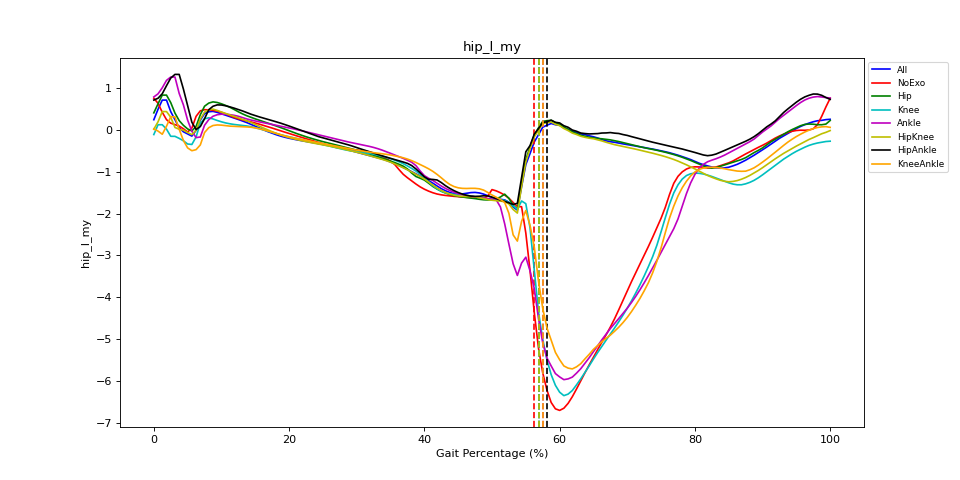 hip_l_my
1
0
−1
−2
−3
−4
−5
−6
−7
hip_l_my
0
20
40
60
80
100
Gait Percentage (%)
All
NoExo
Hip
Knee
Ankle
HipKnee
HipAnkle
KneeAnkle